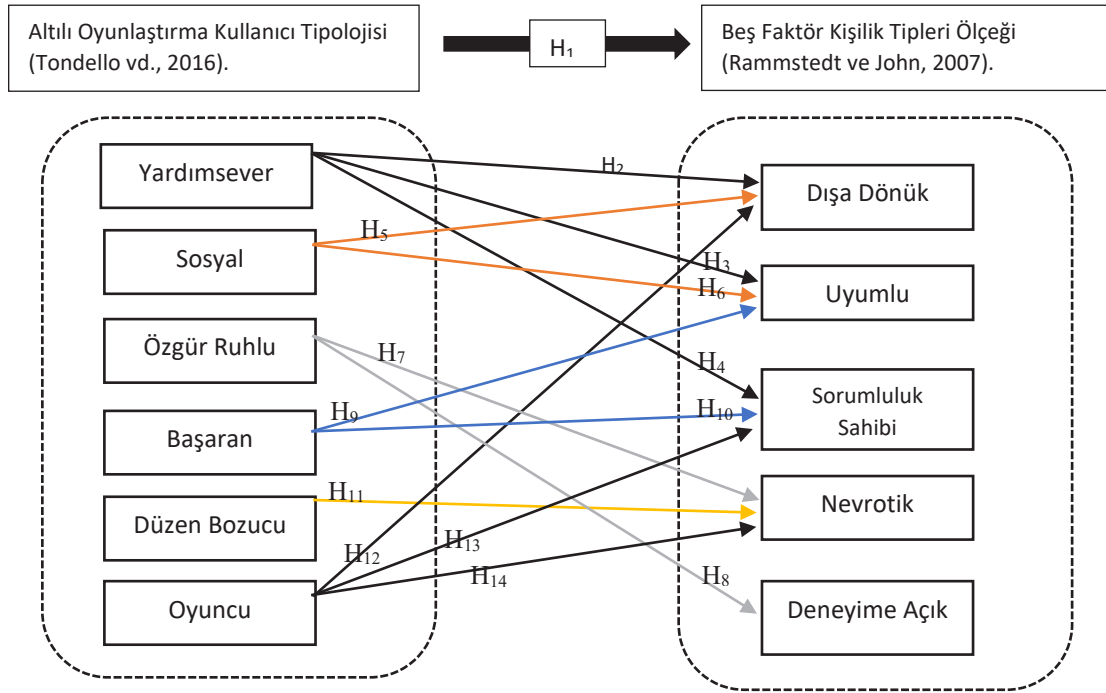 Altılı Oyunlaştırma Kullanıcı Tipolojisi
(Tondello vd., 2016).
H₁
Beş Faktör Kişilik Tipleri Ölçeği
(Rammstedt ve John, 2007).
Yardımsever
Sosyal
Özgür Ruhlu
Başaran
Düzen Bozucu
Oyuncu
H₂
H₅
H₃
H₆
H₇
H₄
H₉
H₁₀
H₁₁
H₁₂
H₁₃
H₁₄
H₈
Dışa Dönük
Uyumlu
Sorumluluk
Sahibi
Nevrotik
Deneyime Açık